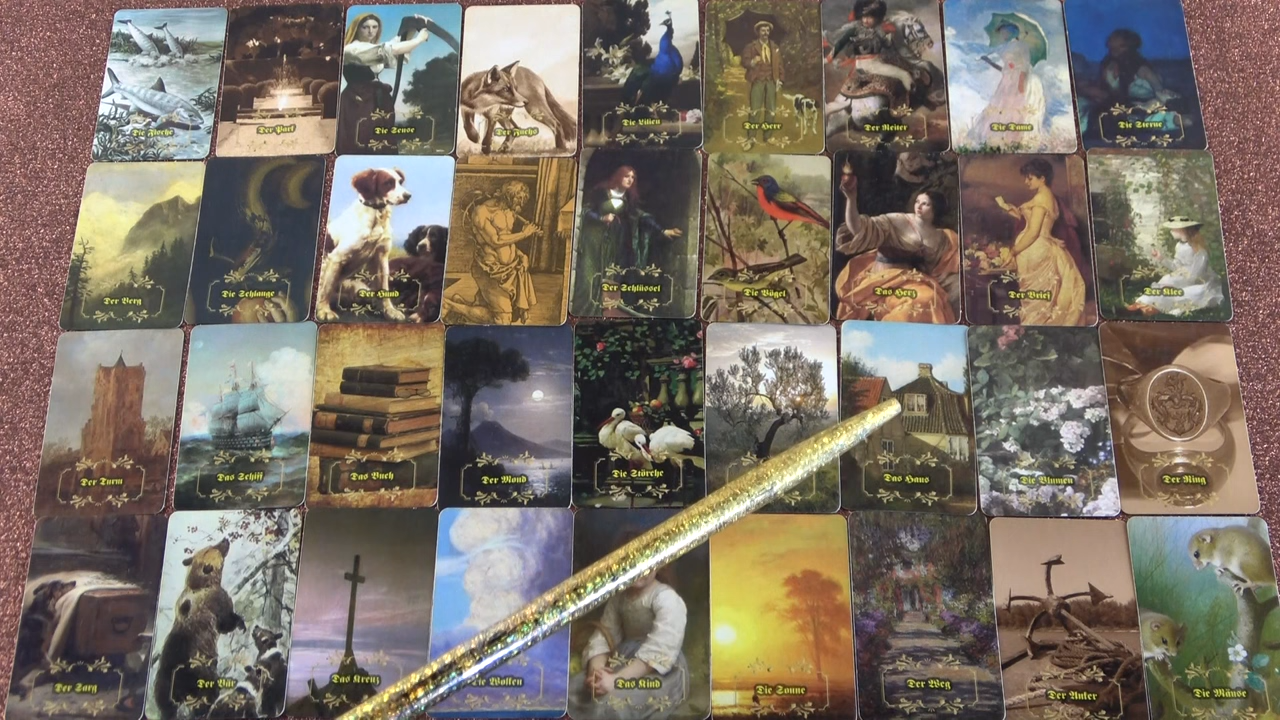 Die Fische
Der Park
Die Sense
Der Fuchs
Die Lilien
Der Herr
Der Reiter
Die Dame
Die Sterne
Der Berg
Die Schlange
Der Hund
Der Schlüssel
Die Vögel
Das Herz
Der Brief
Der Klee
Der Turm
Das Schiff
Das Buch
Der Mond
Die Störche
Das Haus
Die Blumen
Der Ring
Der Sarg
Der Bär
Das Kreuz
Die Wolken
Das Kind
Die Sonne
Der Weg
Der Anker
Die Mäuse